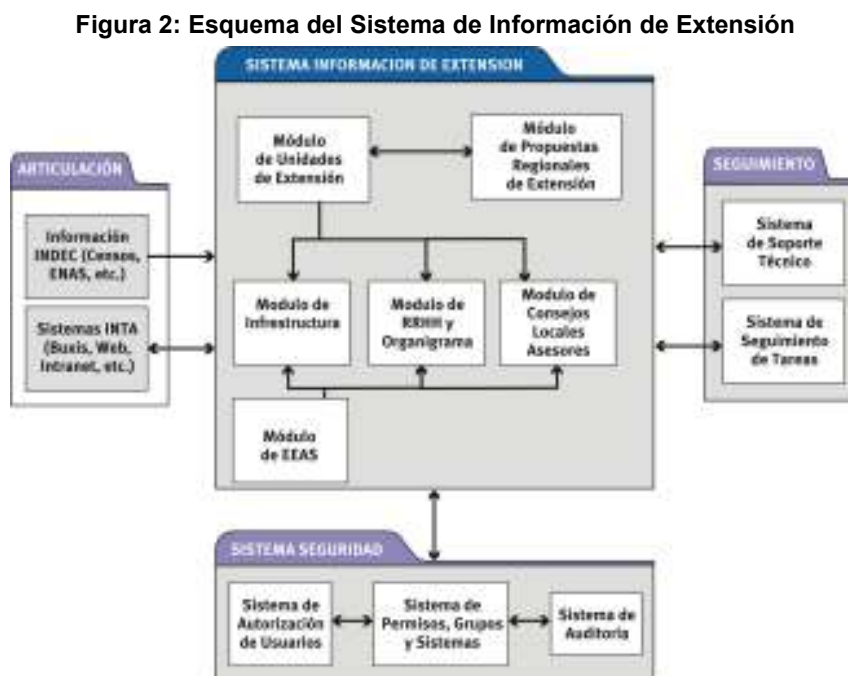 Figura 2: Esquema del Sistema de Información de Extensión
SISTEMA INFORMACION DE EXTENSION
Módulo
de Unidades
de Extensión
Módulo
de Propuestas
Regionales
de Extensión
ARTICULACIÓN
Información
INDEC (Censos,
ENAS, etc.)
Sistemas INTA
(Buxis, Web,
Intranet, etc.)
Modulo de
Infrestructura
Modulo de
RRHH y
Organigrama
Modulo de
Consejos
Locales
Asesores
Módulo
de EEAS
SEGUIMIENTO
Sistema
de Soporte
Técnico
Sistema de
Seguimiento
de Tareas
SISTEMA SEGURIDAD
Sistema de
Autorización
de Usuarios
Sistema de
Permisos, Grupos
y Sistemas
Sistema de
Auditoría